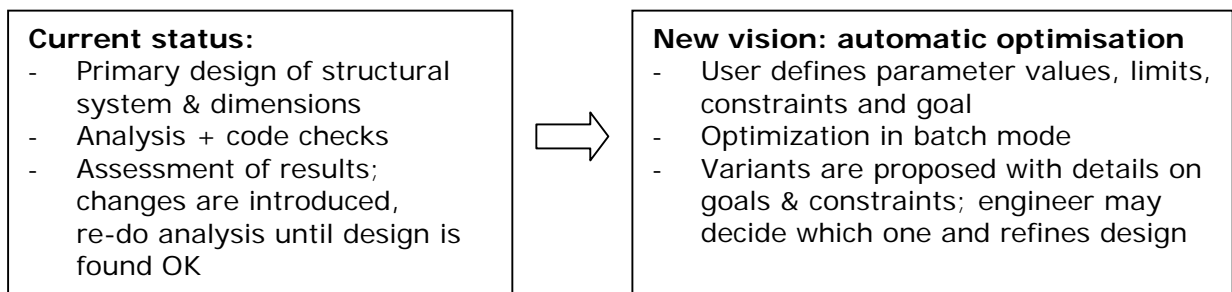 Current status:
- Primary design of structural
system & dimensions
- Analysis + code checks
- Assessment of results;
changes are introduced,
re-do analysis until design is
found OK
New vision: automatic optimisation
- User defines parameter values, limits,
constraints and goal
- Optimization in batch mode
- Variants are proposed with details on
goals & constraints; engineer may
decide which one and refines design